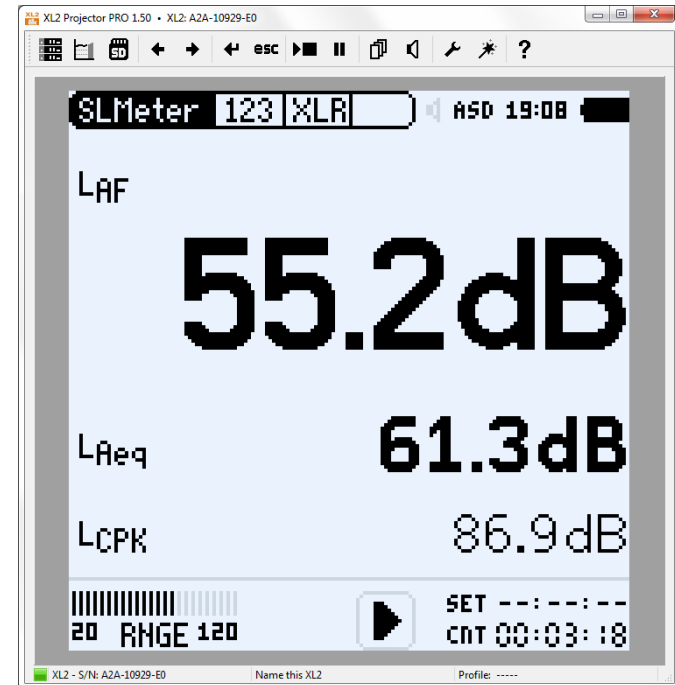 XL2 Projector PRO 1.50 • XL2: A2A-10929-E0
SD esc ?
SLMeter 123 XLR ASD 19:08
LAF
55.2dB
LAeq
61.3dB
LCPK
86.9dB
SET --:--:--
20 RNGE 120
CNT 00:03:18
XL2 - S/N: A2A-10929-E0 Name this XL2 Profile: -----